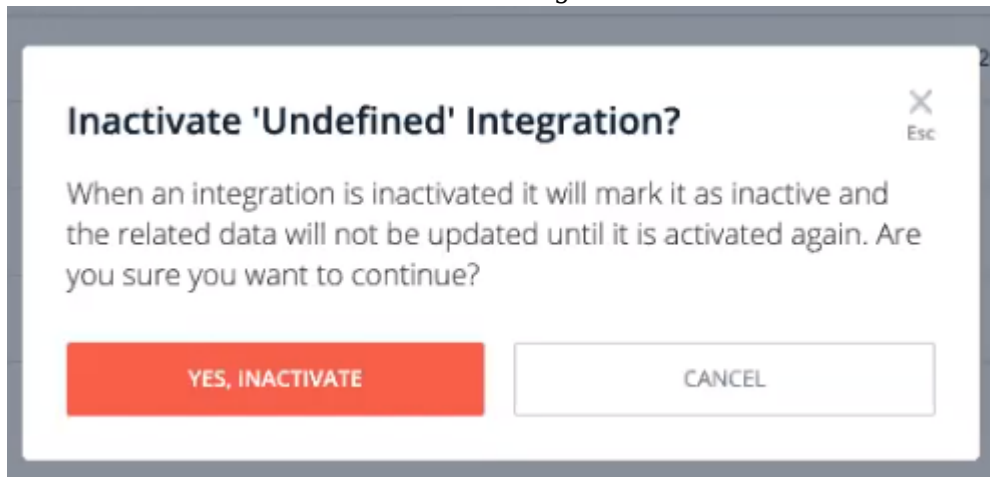 Inactivate 'Undefined' Integration?
Esc
When an integration is inactivated it will mark it as inactive and
the related data will not be updated until it is activated again. Are
you sure you want to continue?
YES, INACTIVATE
CANCEL